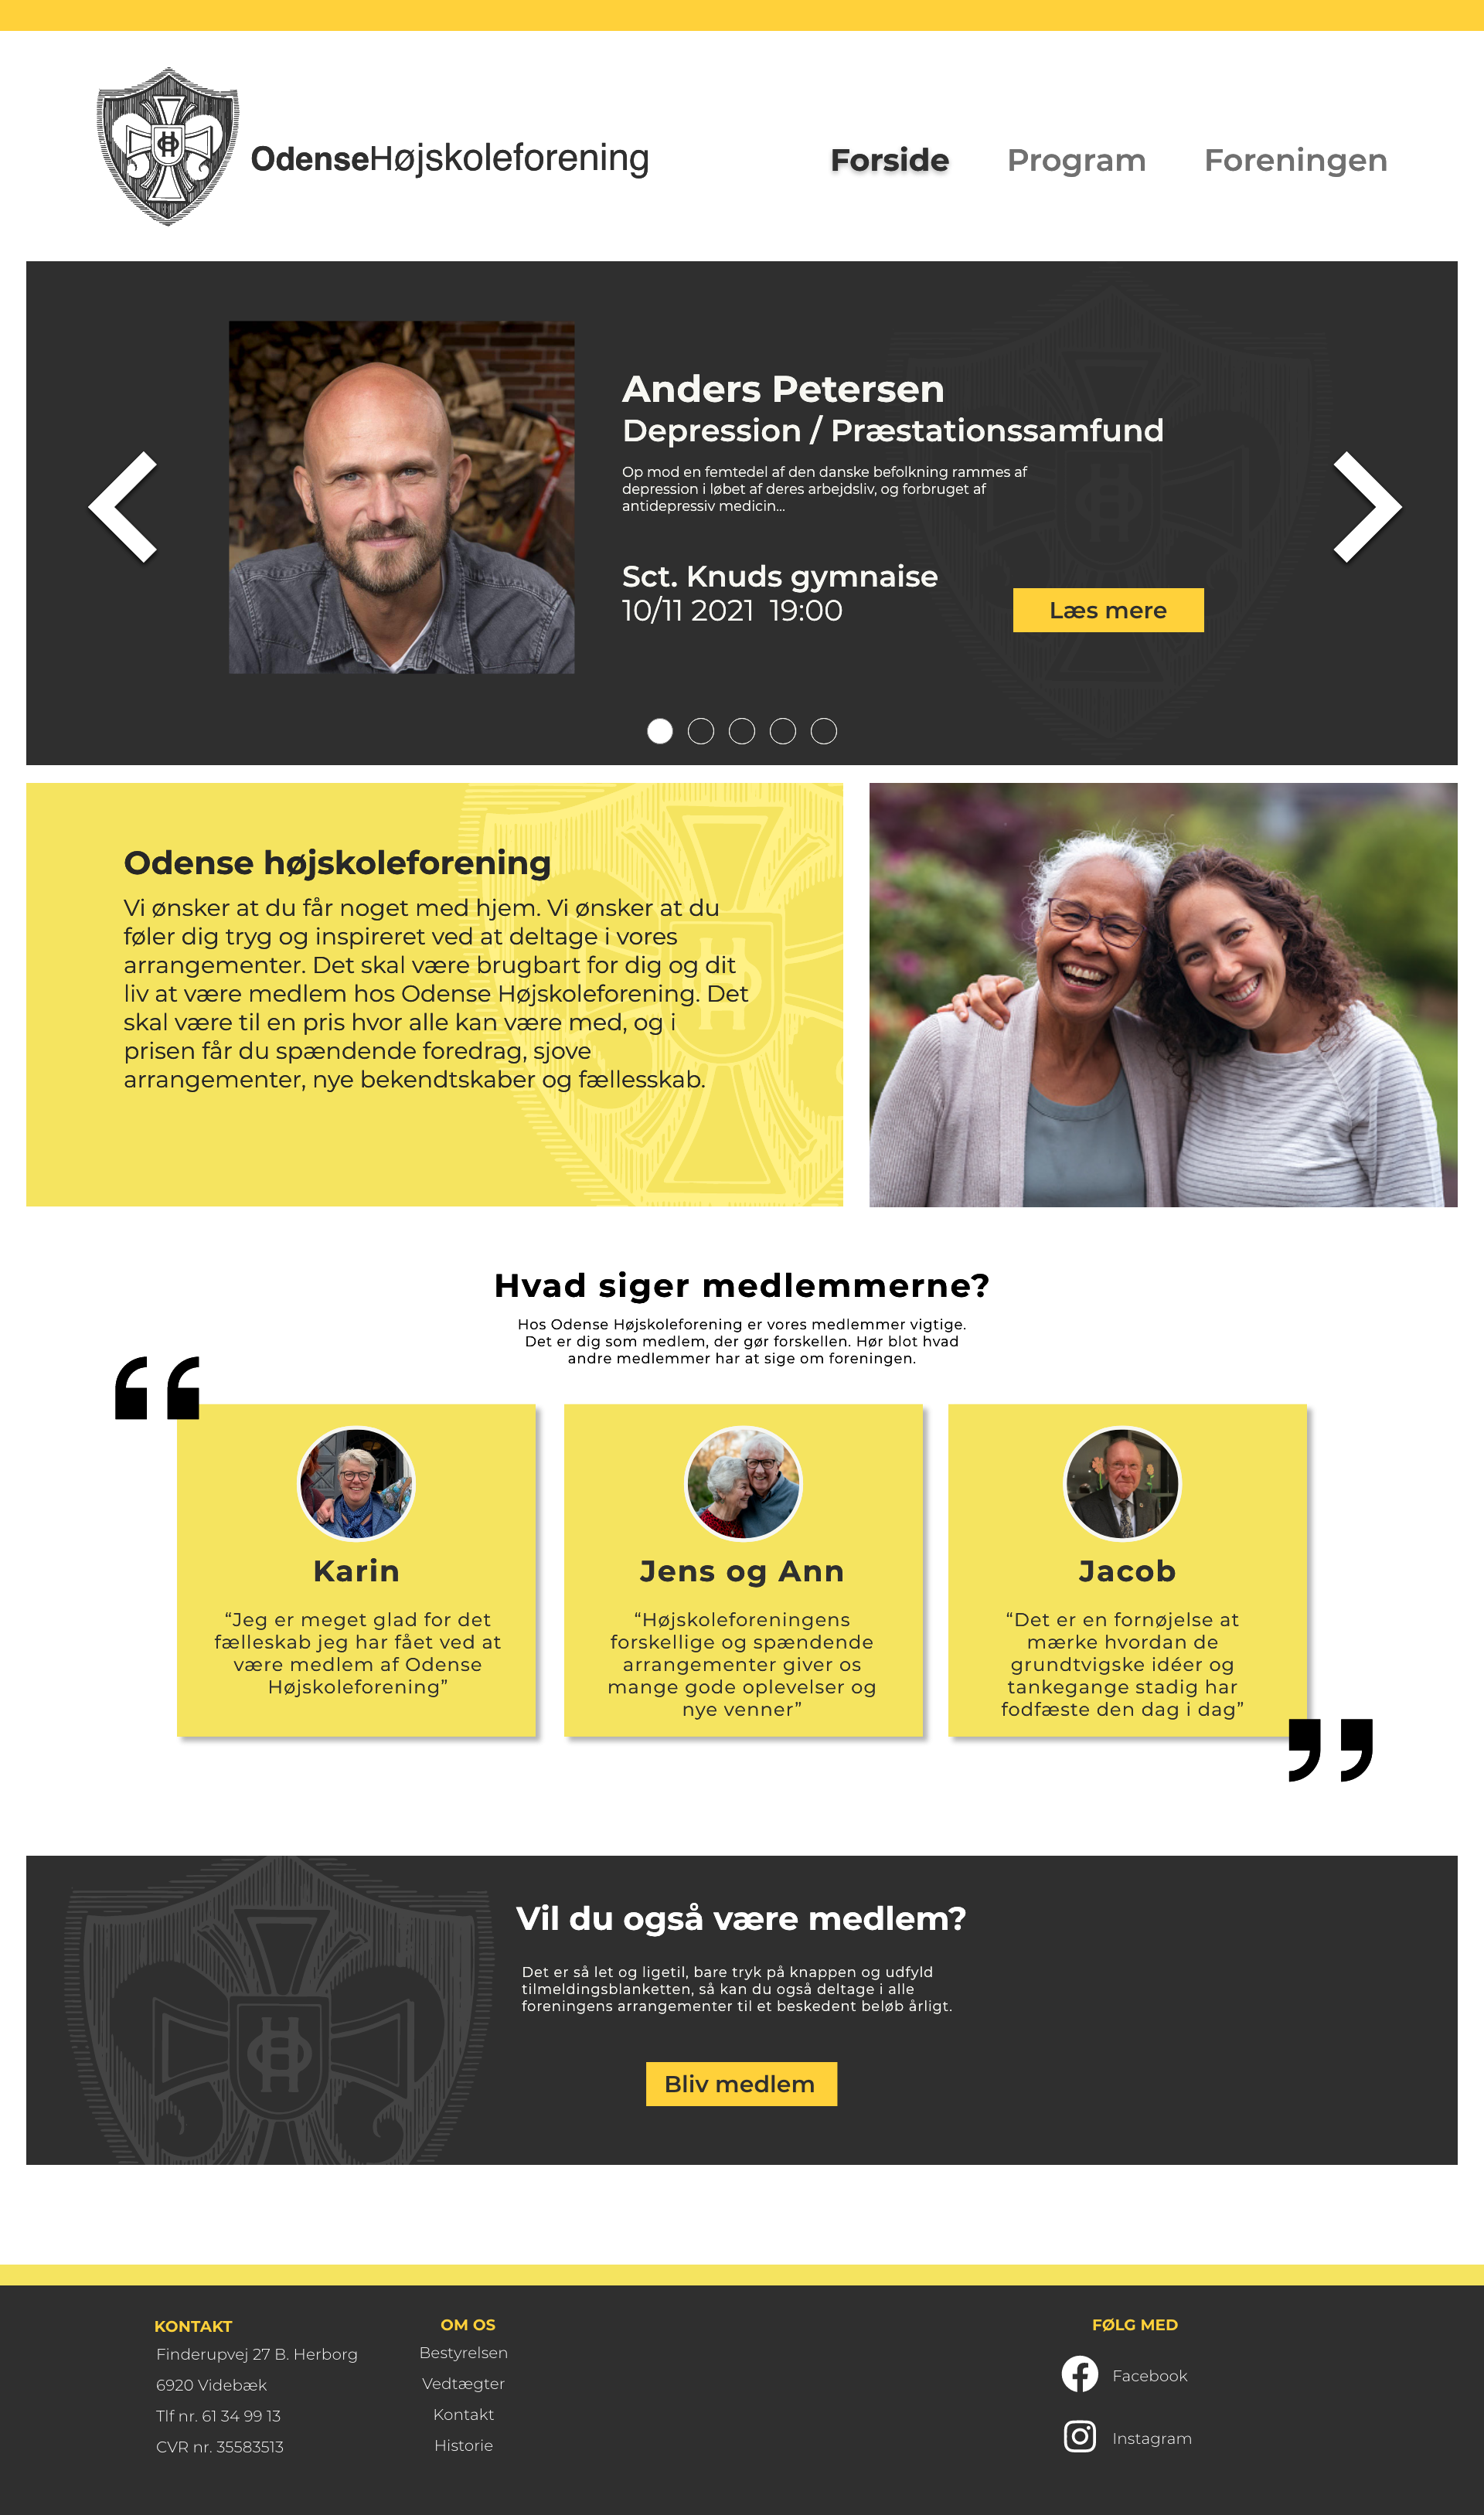 OdenseHøjskoleforening
Forside Program Foreningen
Anders Petersen
Depression / Præstationssamfund
Op mod en femtedel af den danske befolkning rammes af
depression i løbet af deres arbejdsliv, og forbruget af
antidepressiv medicin...
Sct. Knuds gymnaise
10/11 2021 19:00
Læs mere
Odense højskoleforening
Vi ønsker at du får noget med hjem. Vi ønsker at du
føler dig tryg og inspireret ved at deltage i vores
arrangementer. Det skal være brugbart for dig og dit
liv at være medlem hos Odense Højskoleforening. Det
skal være til en pris hvor alle kan være med, og i
prisen får du spændende foredrag, sjove
arrangementer, nye bekendtskaber og fællesskab.
Hvad siger medlemmerne?
Hos Odense Højskoleforening er vores medlemmer vigtige.
Det er dig som medlem, der gør forskellen. Hør blot hvad
andre medlemmer har at sige om foreningen.
“
Karin
“Jeg er meget glad for det
fælleskab jeg har fået ved at
være medlem af Odense
Højskoleforening”
Jens og Ann
“Højskoleforeningens
forskellige og spændende
arrangementer giver os
mange gode oplevelser og
nye venner”
Jacob
“Det er en fornøjelse at
mærke hvordan de
grundtvigske idéer og
tankegange stadig har
fodfæste den dag i dag”
”
Vil du også være medlem?
Det er så let og ligetil, bare tryk på knappen og udfyld
tilmeldingsblanketten, så kan du også deltage i alle
foreningens arrangementer til et beskedent beløb årligt.
Bliv medlem
KONTAKT
Finderupvej 27 B. Herborg
6920 Videbæk
Tlf nr. 61 34 99 13
CVR nr. 35583513
OM OS
Bestyrelsen
Vedtægter
Kontakt
Historie
FØLG MED
Facebook
Instagram